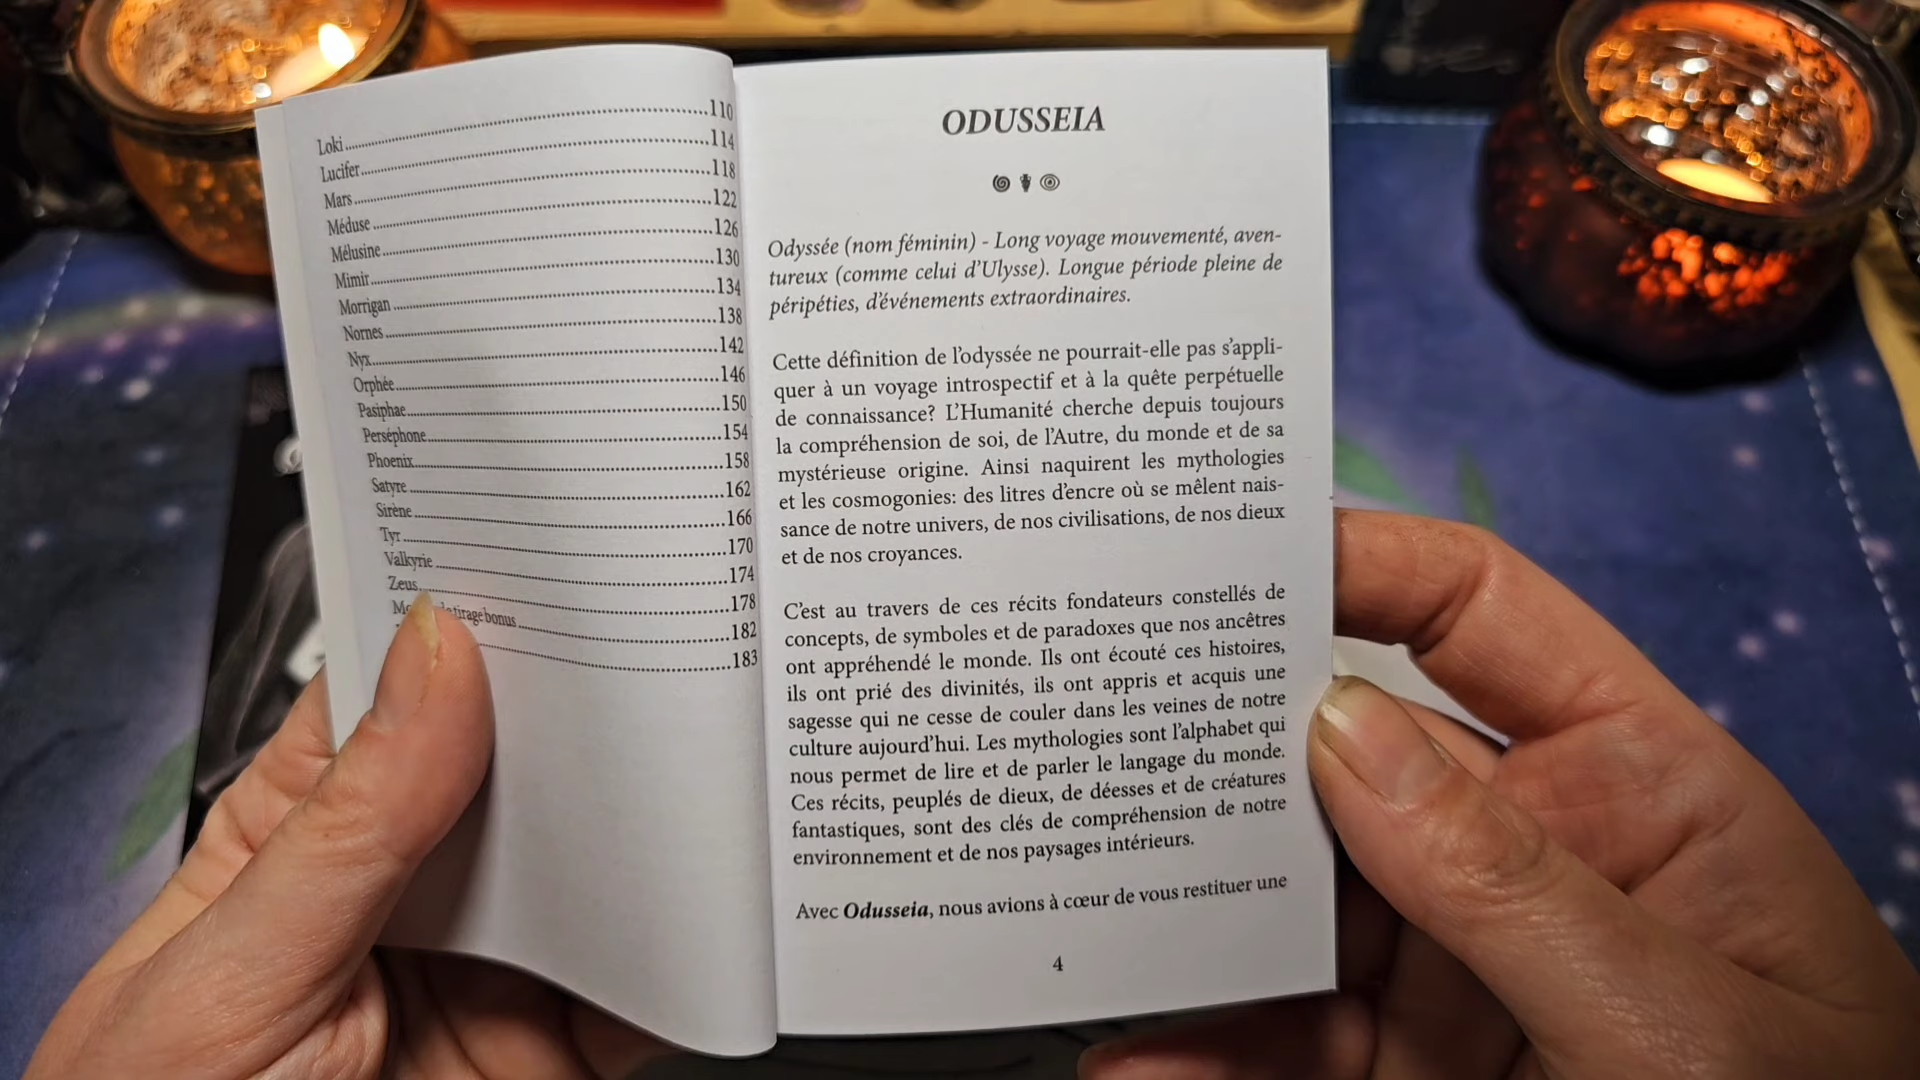 Loki..........110
Lucifer..........114
Mars..........118
Méduse..........122
Mélusine..........126
Mimir..........130
Morrigan..........134
Nornes..........138
Nyx..........142
Orphée..........146
Pasiphae..........150
Perséphone..........154
Phoenix..........158
Satyre..........162
Sirène..........166
Tyr..........170
Valkyrie..........174
Zeus..........178
tirage bonus..........182
..........183
ODUSSEIA
Odyssée (nom féminin) - Long voyage mouvementé, aven-
tureux (comme celui d'Ulysse). Longue période pleine de
péripéties, d'événements extraordinaires.
Cette définition de l'odyssée ne pourrait-elle pas s'appli-
quer à un voyage introspectif et à la quête perpétuelle
de connaissance? L'Humanité cherche depuis toujours
la compréhension de soi, de l'Autre, du monde et de sa
mystérieuse origine. Ainsi naquirent les mythologies
et les cosmogonies: des litres d'encre où se mêlent nais-
sance de notre univers, de nos civilisations, de nos dieux
et de nos croyances.
C'est au travers de ces récits fondateurs constellés de
concepts, de symboles et de paradoxes que nos ancêtres
ont appréhendé le monde. Ils ont écouté ces histoires,
ils ont prié des divinités, ils ont appris et acquis une
sagesse qui ne cesse de couler dans les veines de notre
culture aujourd'hui. Les mythologies sont l'alphabet qui
nous permet de lire et de parler le langage du monde.
Ces récits, peuplés de dieux, de déesses et de créatures
fantastiques, sont des clés de compréhension de notre
environnement et de nos paysages intérieurs.
Avec Odusseia, nous avions à cœur de vous restituer une
4